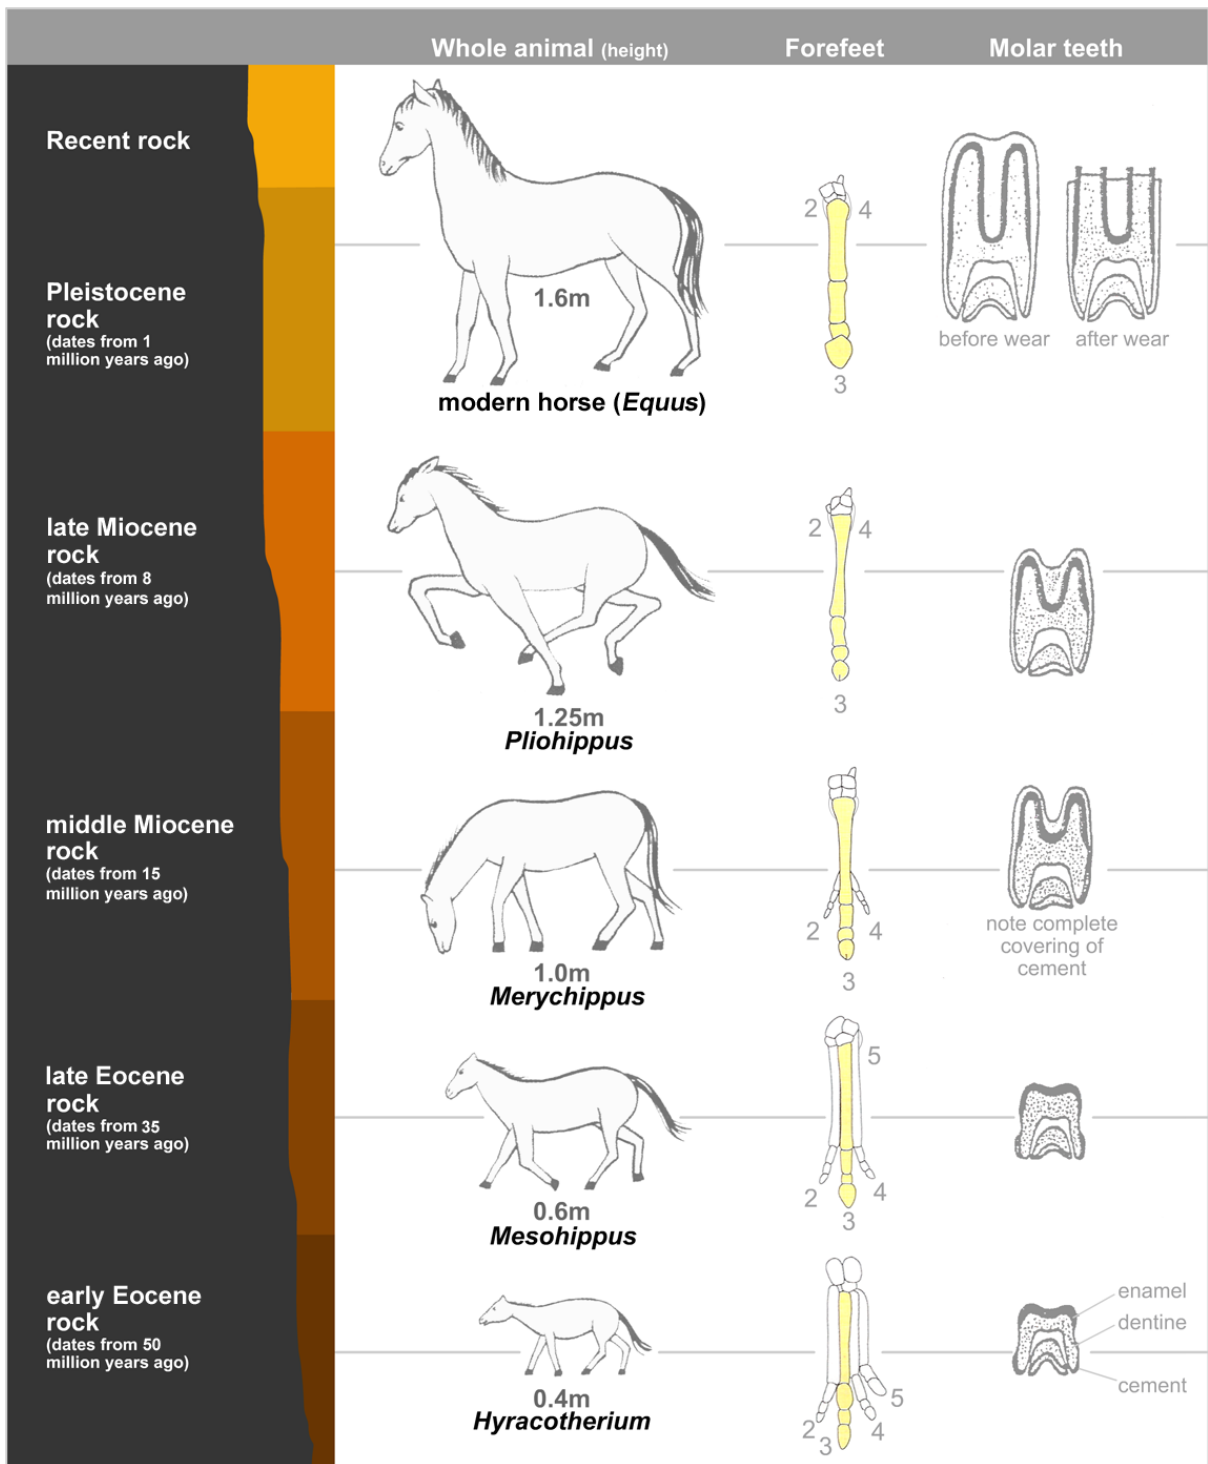 Whole animal (height) Forefeet Molar teeth
Recent rock
2 4
Pleistocene
rock
(dates from 1
million years ago)
1.6m
before wear after wear
3
modern horse (Equus)
late Miocene
rock
(dates from 8
million years ago)
2 4
3
1.25m
Pliohippus
middle Miocene
rock
(dates from 15
million years ago)
2 4
3
note complete
covering of
cement
1.0m
Merychippus
late Eocene
rock
(dates from 35
million years ago)
5
2 4
3
0.6m
Mesohippus
early Eocene
rock
(dates from 50
million years ago)
enamel
dentine
cement
5
2 4
3
0.4m
Hyracotherium